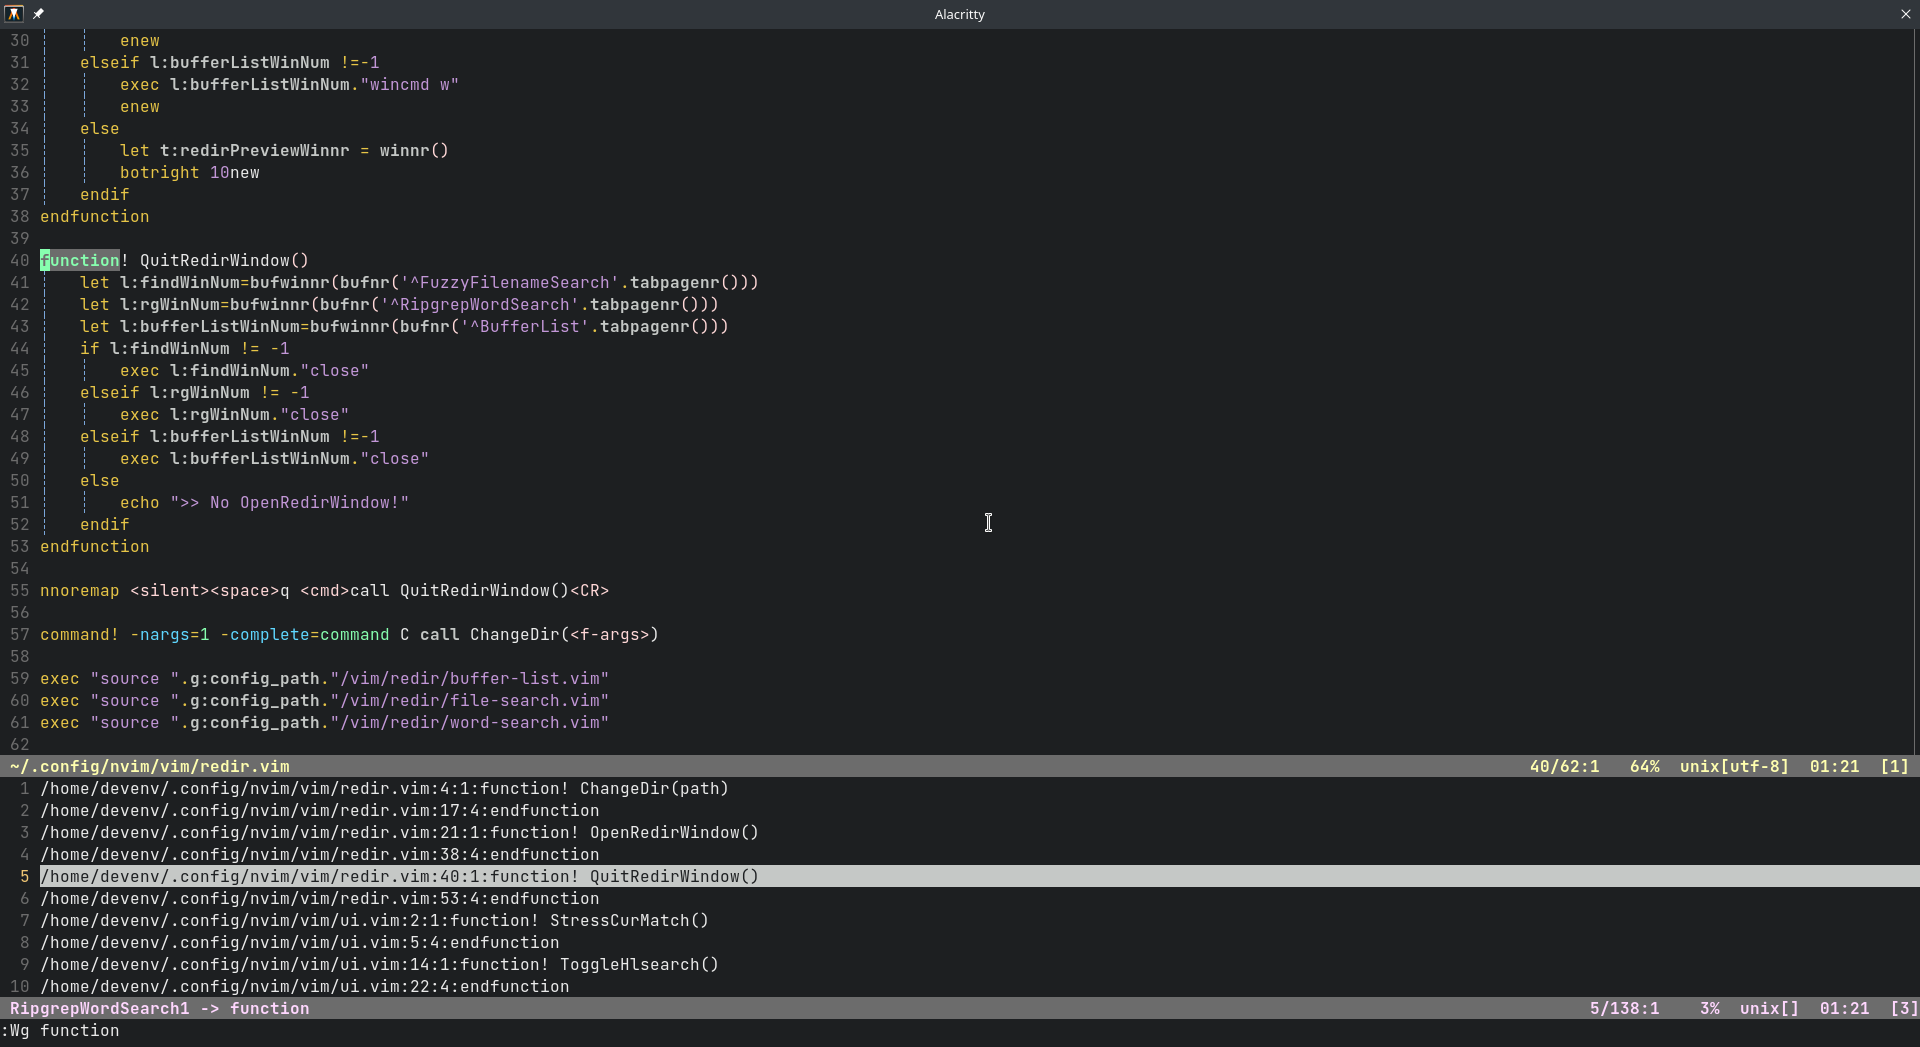 Alacritty
30 enew
31 elseif l:bufferListWinNum !=-1
32 exec l:bufferListWinNum."wincmd w"
33 enew
34 else
35 let t:redirPreviewWinnr = winnr()
36 botright 10new
37 endif
38 endfunction
39
40 function! QuitRedirWindow()
41 let l:findWinNum=bufwinnr(bufnr('^FuzzyFilenameSearch'.tabpagenr()))
42 let l:rgWinNum=bufwinnr(bufnr('^RipgrepWordSearch'.tabpagenr()))
43 let l:bufferListWinNum=bufwinnr(bufnr('^BufferList'.tabpagenr()))
44 if l:findWinNum != -1
45 exec l:findWinNum."close"
46 elseif l:rgWinNum != -1
47 exec l:rgWinNum."close"
48 elseif l:bufferListWinNum !=-1
49 exec l:bufferListWinNum."close"
50 else
51 echo ">> No OpenRedirWindow!"
52 endif
53 endfunction
54
55 nnoremap <silent><space>q <cmd>call QuitRedirWindow()<CR>
56
57 command! -nargs=1 -complete=command C call ChangeDir(<f-args>)
58
59 exec "source ".g:config_path."/vim/redir/buffer-list.vim"
60 exec "source ".g:config_path."/vim/redir/file-search.vim"
61 exec "source ".g:config_path."/vim/redir/word-search.vim"
62
~/.config/nvim/vim/redir.vim 40/62:1 64% unix[utf-8] 01:21 [1]
1 /home/devenv/.config/nvim/vim/redir.vim:4:1:function! ChangeDir(path)
2 /home/devenv/.config/nvim/vim/redir.vim:17:4:endfunction
3 /home/devenv/.config/nvim/vim/redir.vim:21:1:function! OpenRedirWindow()
4 /home/devenv/.config/nvim/vim/redir.vim:38:4:endfunction
5 /home/devenv/.config/nvim/vim/redir.vim:40:1:function! QuitRedirWindow()
6 /home/devenv/.config/nvim/vim/redir.vim:53:4:endfunction
7 /home/devenv/.config/nvim/vim/ui.vim:2:1:function! StressCurMatch()
8 /home/devenv/.config/nvim/vim/ui.vim:5:4:endfunction
9 /home/devenv/.config/nvim/vim/ui.vim:14:1:function! ToggleHlsearch()
10 /home/devenv/.config/nvim/vim/ui.vim:22:4:endfunction
RipgrepWordSearch1 -> function 5/138:1 3% unix[] 01:21 [3]
:Wg function